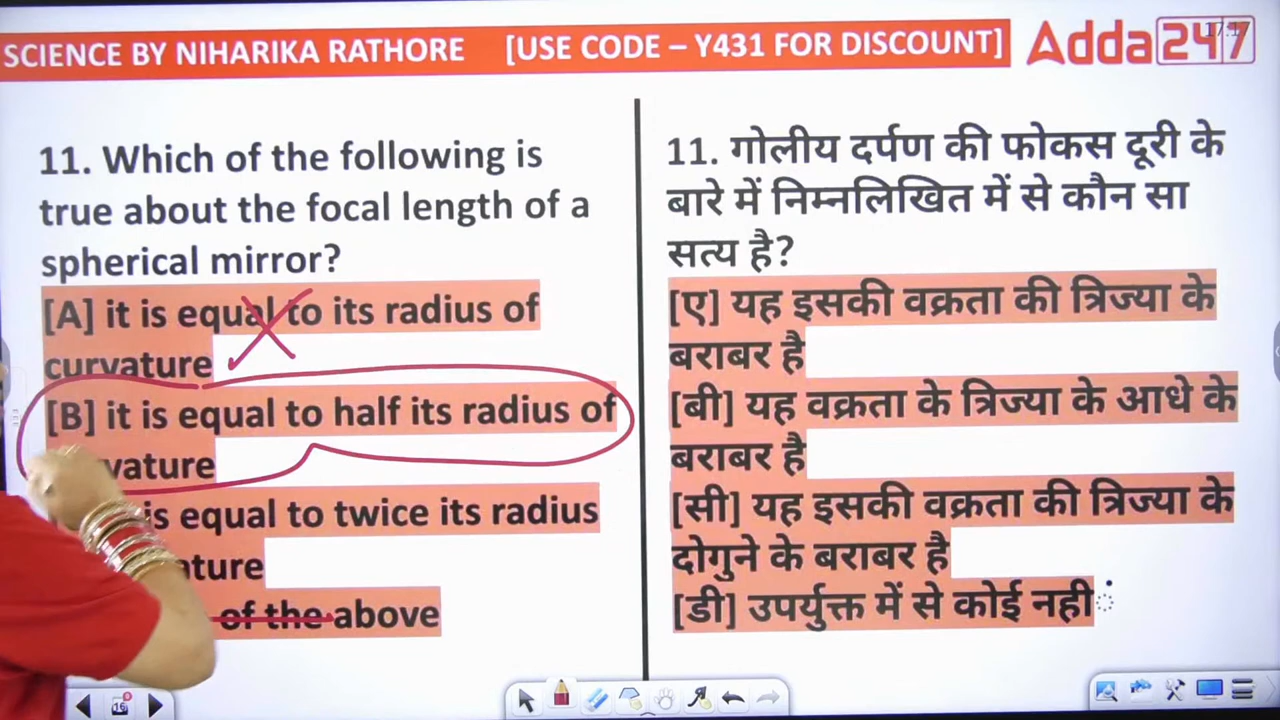 SCIENCE BY NIHARIKA RATHORE [USE CODE – Y431 FOR DISCOUNT]
Adda247
17:17
11. Which of the following is
true about the focal length of a
spherical mirror?
[A] it is equal to its radius of
curvature
[B] it is equal to half its radius of
vature
is equal to twice its radius
ature
of the above
11. गोलीय दर्पण की फोकस दूरी के
बारे में निम्नलिखित में से कौन सा
सत्य है?
[ए] यह इसकी वक्रता की त्रिज्या के
बराबर है
[बी] यह वक्रता के त्रिज्या के आधे के
बराबर है
[सी] यह इसकी वक्रता की त्रिज्या के
दोगुने के बराबर है
[डी] उपर्युक्त में से कोई नहीं
16